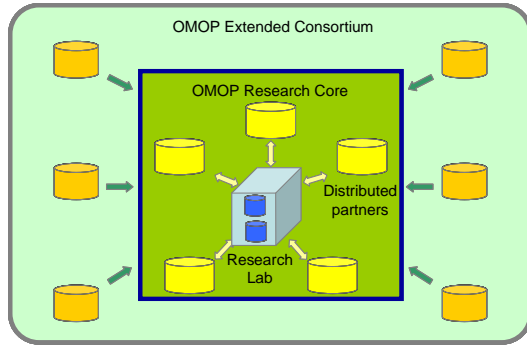 OMOP Extended Consortium
OMOP Research Core
Distributed
partners
Research
Lab